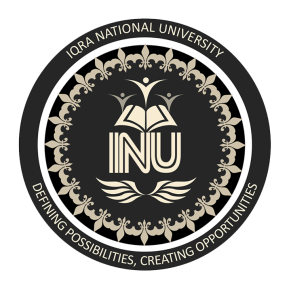 IQRA NATIONAL UNIVERSITY
INU
DEFINING POSSIBILITIES, CREATING OPPORTUNITIES